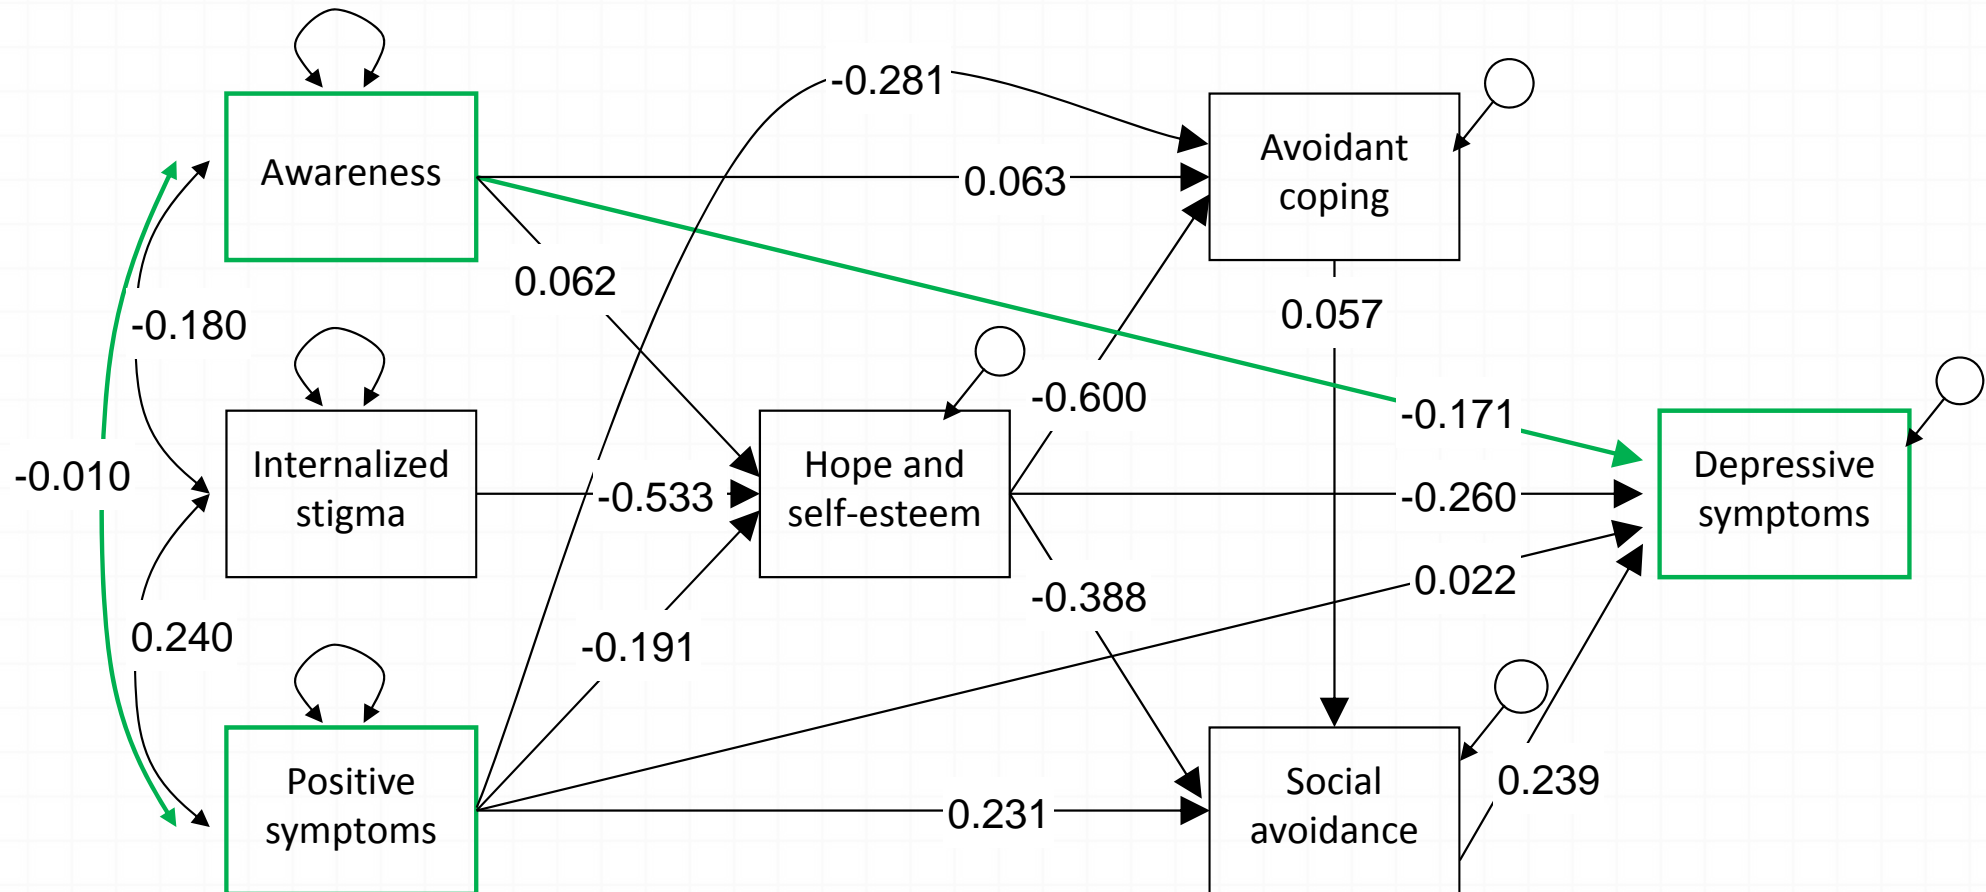 -0.281
Awareness
Avoidant
coping
0.063
0.062
0.057
-0.180
-0.600
-0.171
-0.010
Internalized
stigma
-0.533
Hope and
self-esteem
-0.260
Depressive
symptoms
0.022
-0.388
0.240
-0.191
Positive
symptoms
0.231
Social
avoidance
0.239